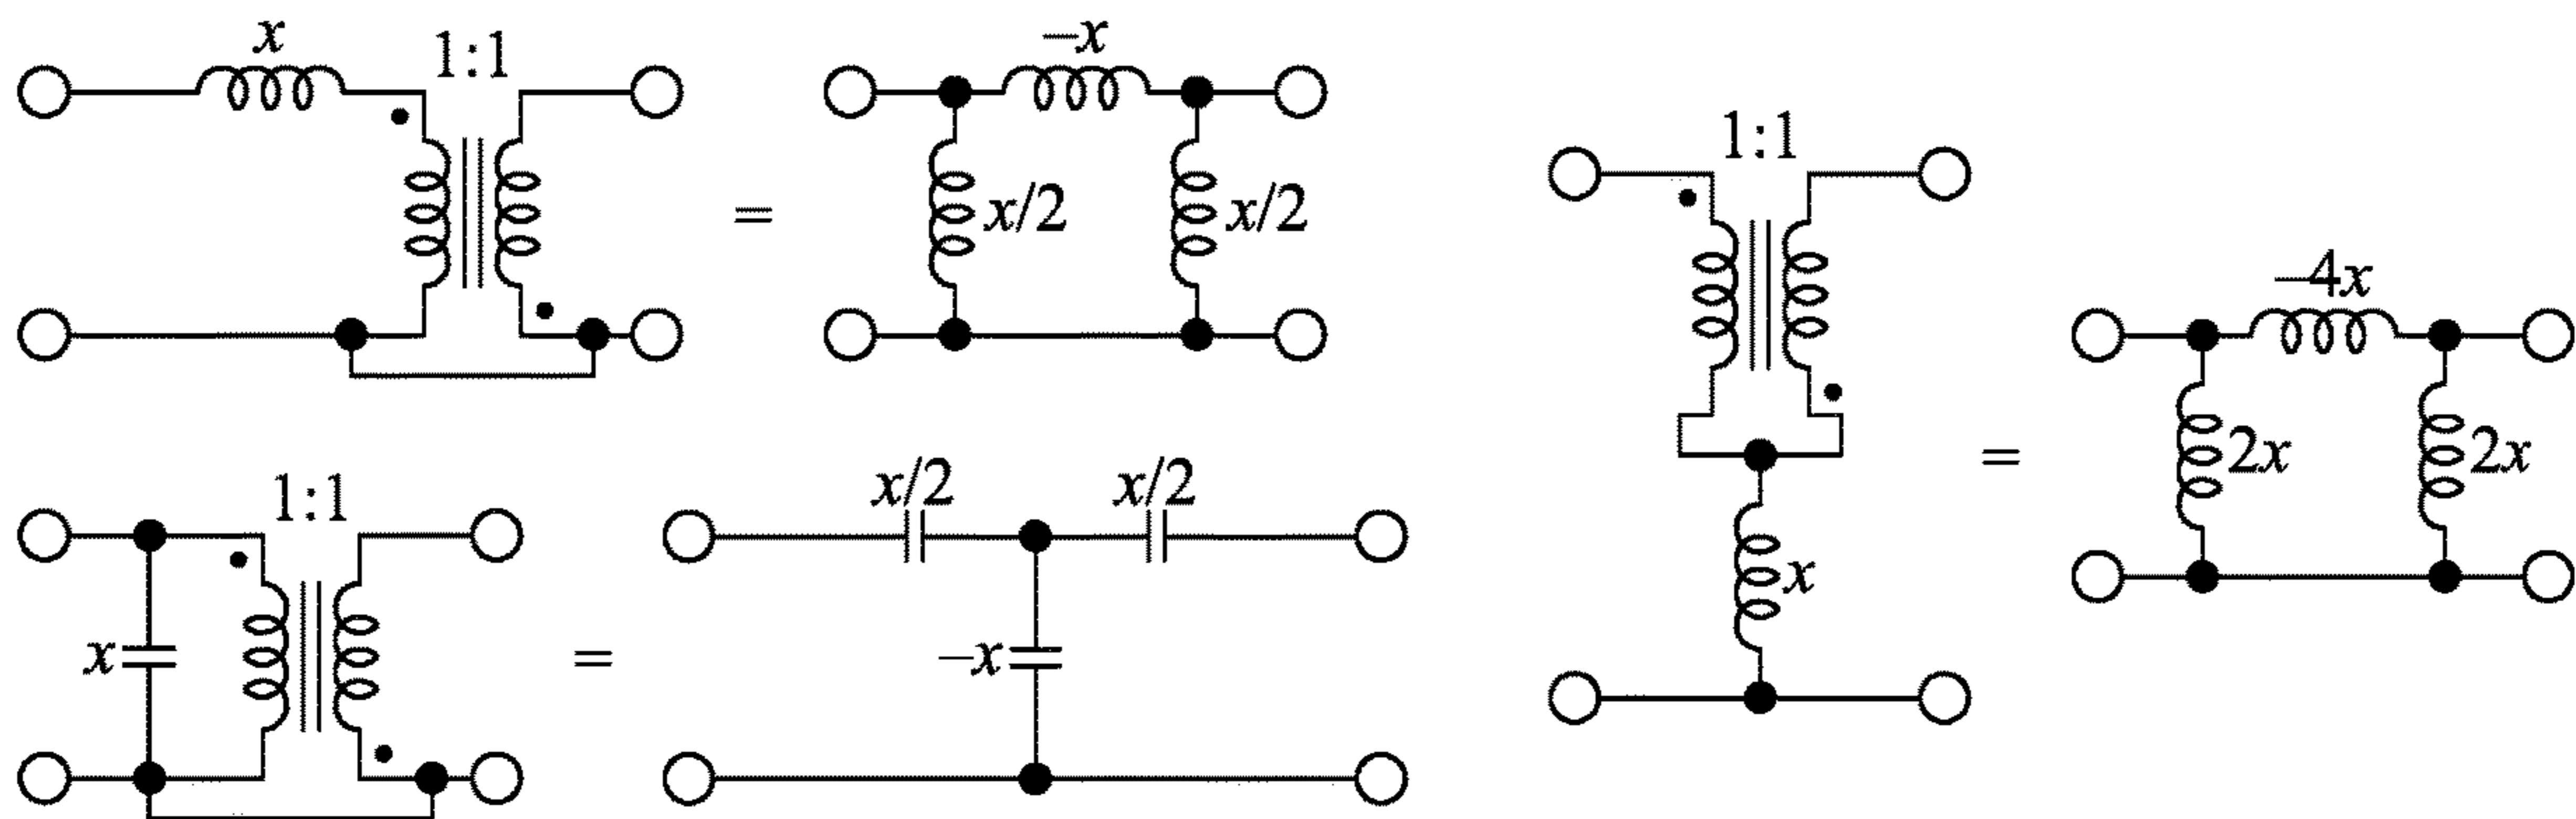 x
1:1
=
-x
x/2
x/2
1:1
x
=
x/2
x/2
-x
1:1
x
=
-4x
2x
2x